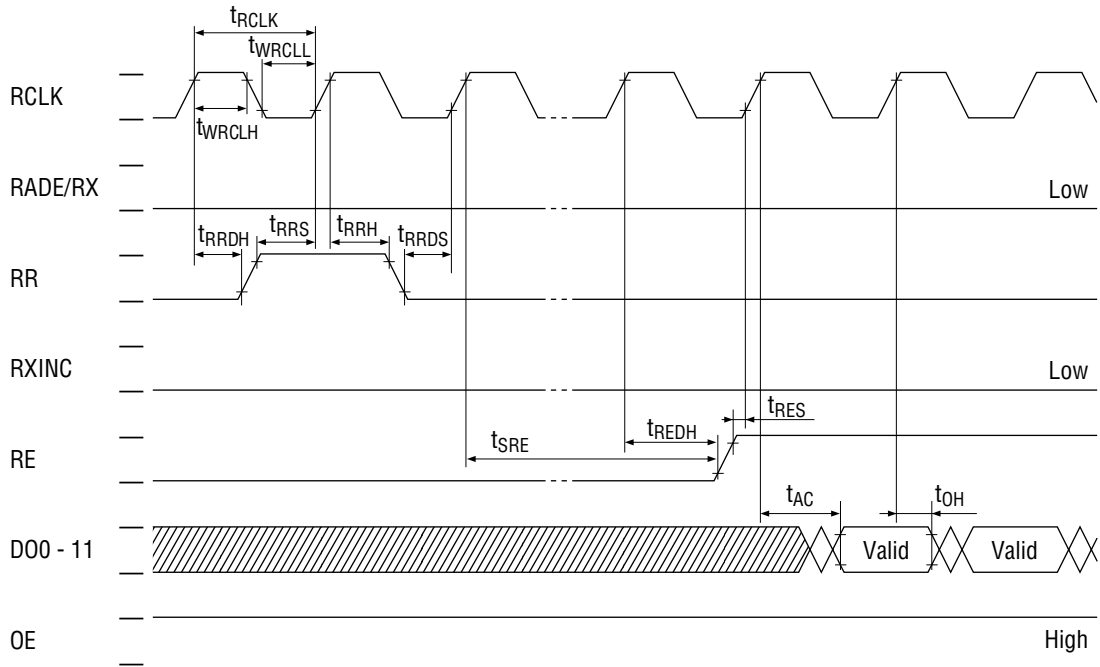 tRCLK
tWRCLL
RCLK
tWRCLH
RADE/RX
Low
tRRDH
tRRS
tRRH
tRRDS
RR
RXINC
Low
tRES
tREDH
tSRE
RE
tAC
tOH
DO0 - 11
Valid
Valid
OE
High